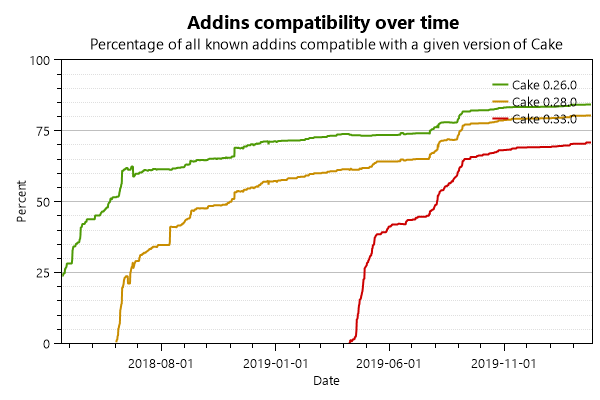 Addins compatibility over time
Percentage of all known addins compatible with a given version of Cake
100
75
50
25
0
Percent
Cake 0.26.0
Cake 0.28.0
Cake 0.33.0
2018-08-01
2019-01-01
2019-06-01
2019-11-01
Date